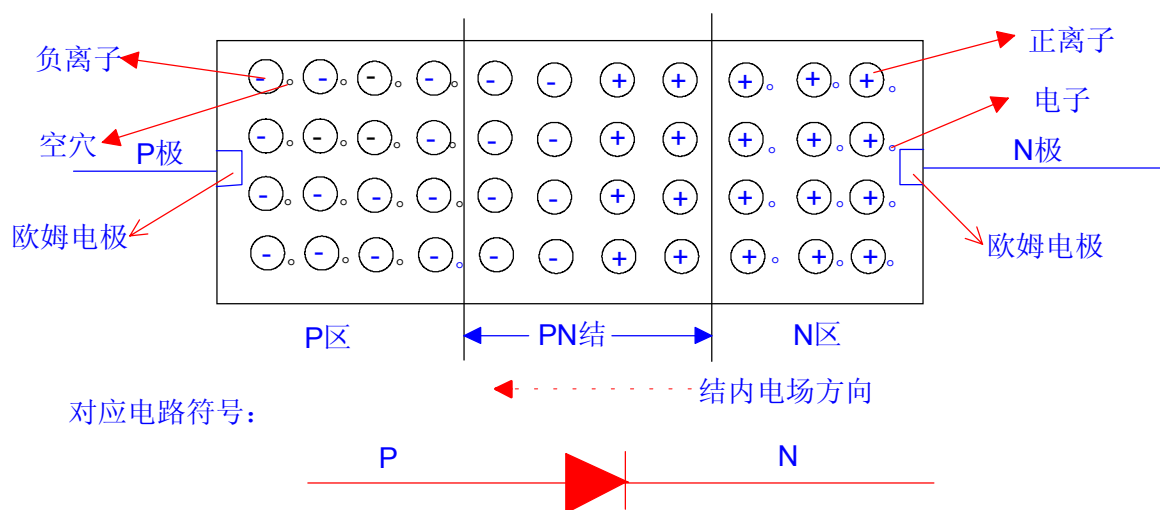 负离子
正离子
电子
空穴
P极
N极
欧姆电极
欧姆电极
- - - - - - + + + + +
- - - - - - + + + + +
- - - - - - + + + + +
- - - - - - + + + + +
P区
PN结
N区
结内电场方向
对应电路符号：
P
N